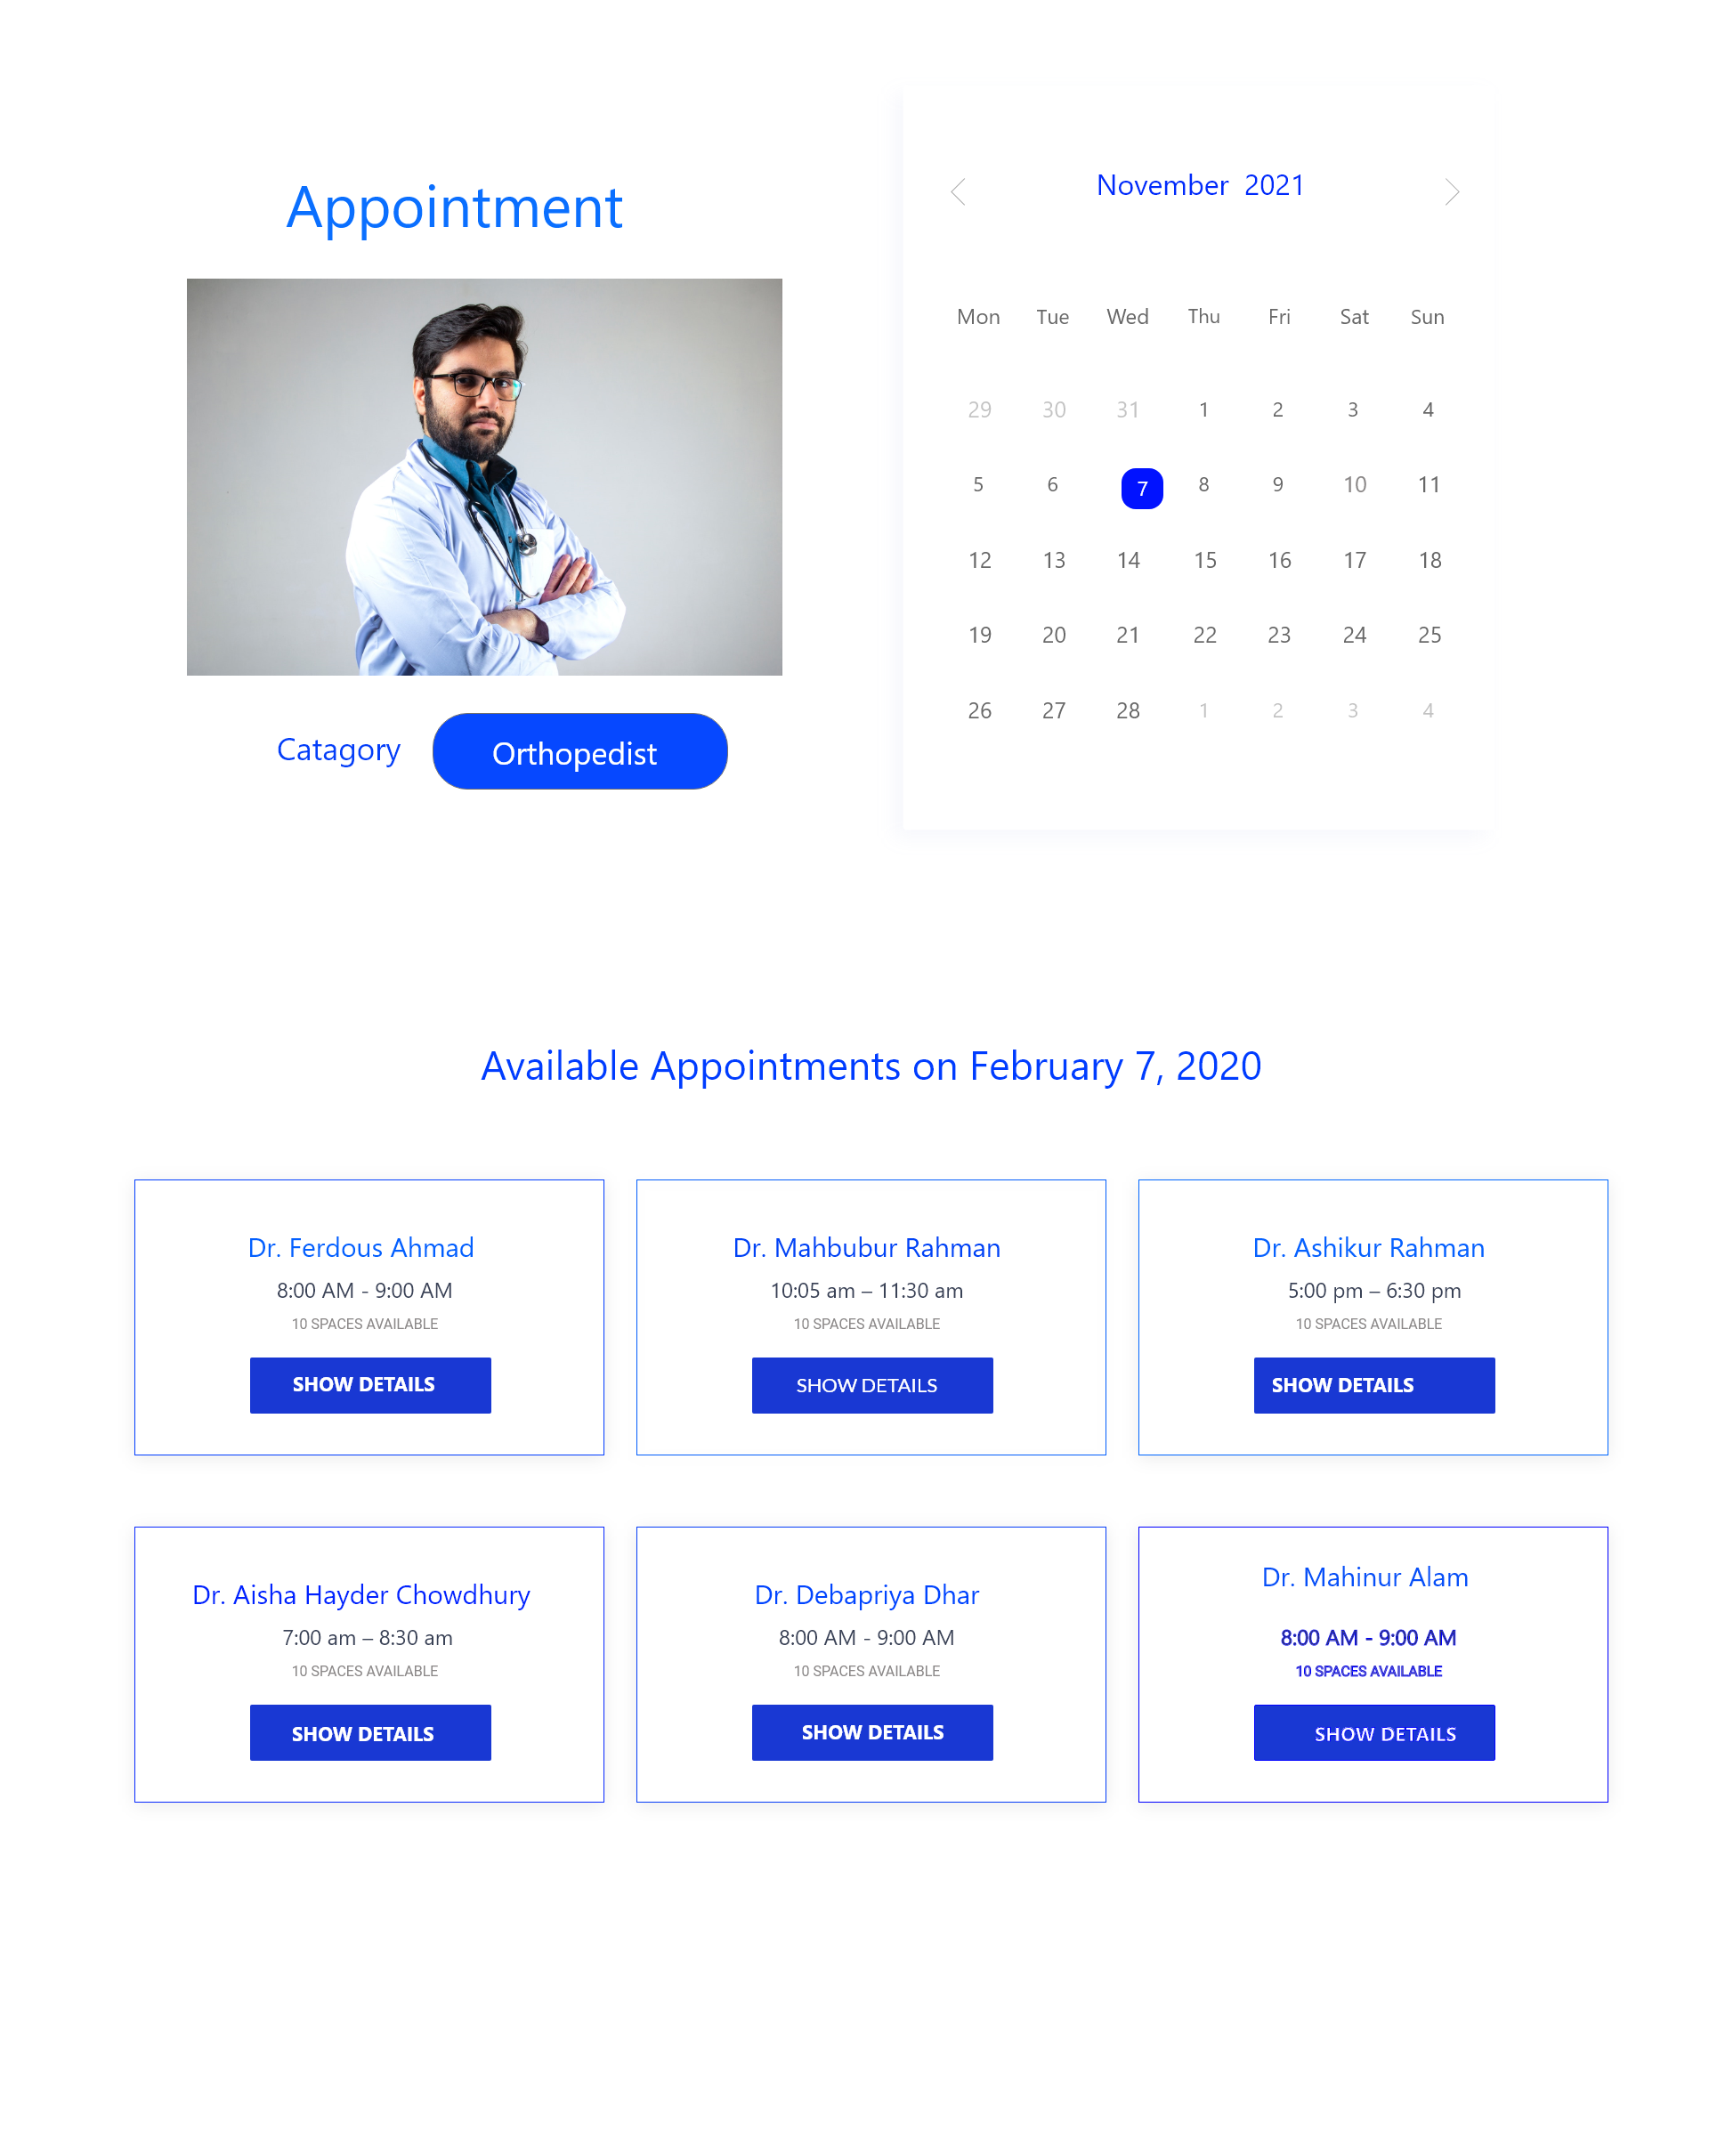 Appointment
Catagory
Orthopedist
November 2021
Mon Tue Wed Thu Fri Sat Sun
29 30 31 1 2 3 4
5 6 7 8 9 10 11
12 13 14 15 16 17 18
19 20 21 22 23 24 25
26 27 28 1 2 3 4
Available Appointments on February 7, 2020
Dr. Ferdous Ahmad
8:00 AM - 9:00 AM
10 SPACES AVAILABLE
SHOW DETAILS
Dr. Mahbubur Rahman
10:05 am – 11:30 am
10 SPACES AVAILABLE
SHOW DETAILS
Dr. Ashikur Rahman
5:00 pm – 6:30 pm
10 SPACES AVAILABLE
SHOW DETAILS
Dr. Aisha Hayder Chowdhury
7:00 am – 8:30 am
10 SPACES AVAILABLE
SHOW DETAILS
Dr. Debapriya Dhar
8:00 AM - 9:00 AM
10 SPACES AVAILABLE
SHOW DETAILS
Dr. Mahinur Alam
8:00 AM - 9:00 AM
10 SPACES AVAILABLE
SHOW DETAILS